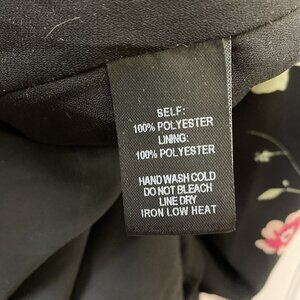 SELF:
100% POLYESTER
LINING:
100% POLYESTER
HAND WASH COLD
DO NOT BLEACH
LINE DRY
IRON LOW HEAT